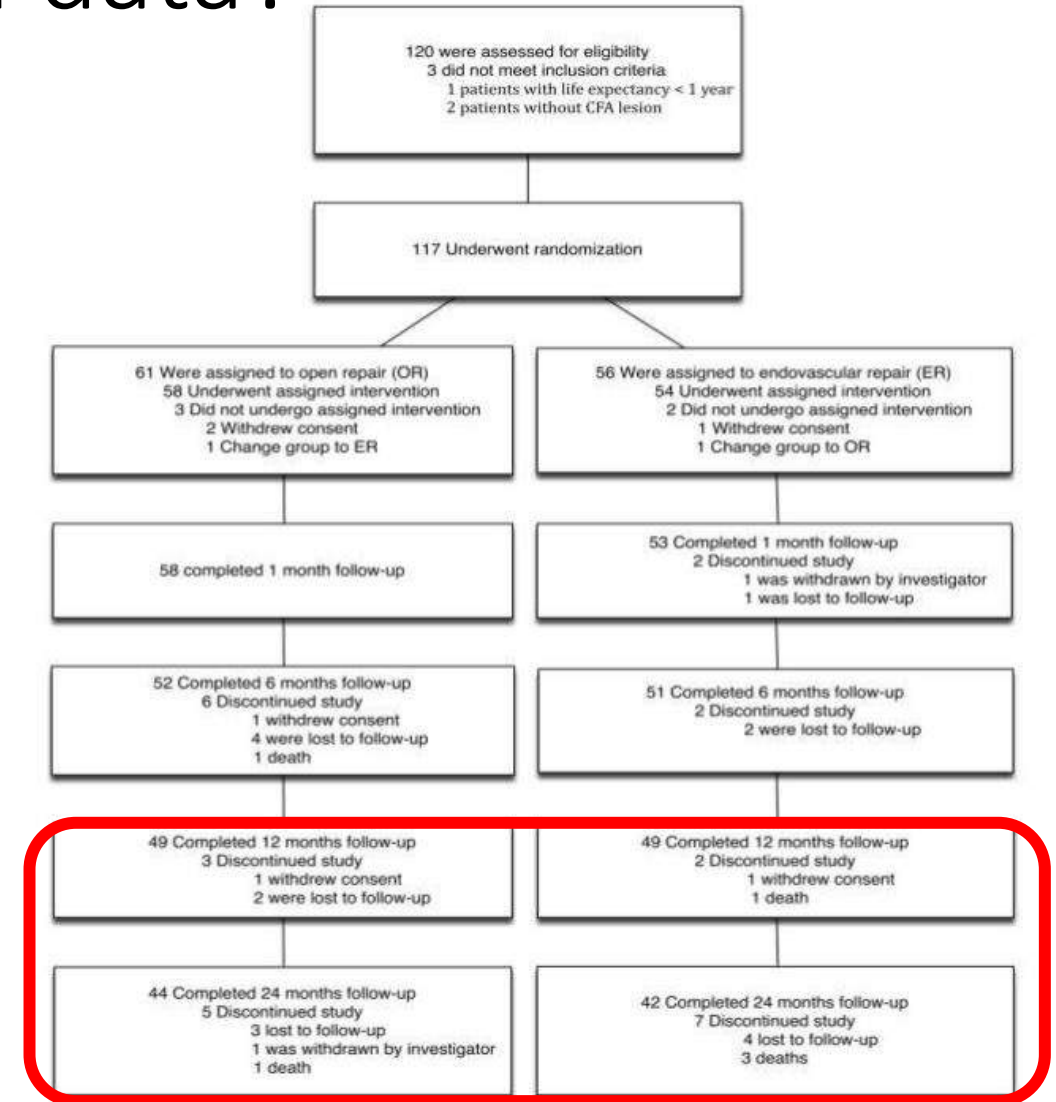 data?
120 were assessed for eligibility
3 did not meet inclusion criteria
1 patients with life expectancy < 1 year
2 patients without CFA lesion
117 Underwent randomization
61 Were assigned to open repair (OR)
58 Underwent assigned intervention
3 Did not undergo assigned intervention
2 Withdrew consent
1 Change group to ER
56 Were assigned to endovascular repair (ER)
54 Underwent assigned intervention
2 Did not undergo assigned intervention
1 Withdrew consent
1 Change group to OR
58 completed 1 month follow-up
53 Completed 1 month follow-up
2 Discontinued study
1 was withdrawn by investigator
1 was lost to follow-up
52 Completed 6 months follow-up
6 Discontinued study
1 withdrew consent
4 were lost to follow-up
1 death
51 Completed 6 months follow-up
2 Discontinued study
2 were lost to follow-up
49 Completed 12 months follow-up
3 Discontinued study
1 withdrew consent
2 were lost to follow-up
49 Completed 12 months follow-up
2 Discontinued study
1 withdrew consent
1 death
44 Completed 24 months follow-up
5 Discontinued study
3 lost to follow-up
1 was withdrawn by investigator
1 death
42 Completed 24 months follow-up
7 Discontinued study
4 lost to follow-up
3 deaths